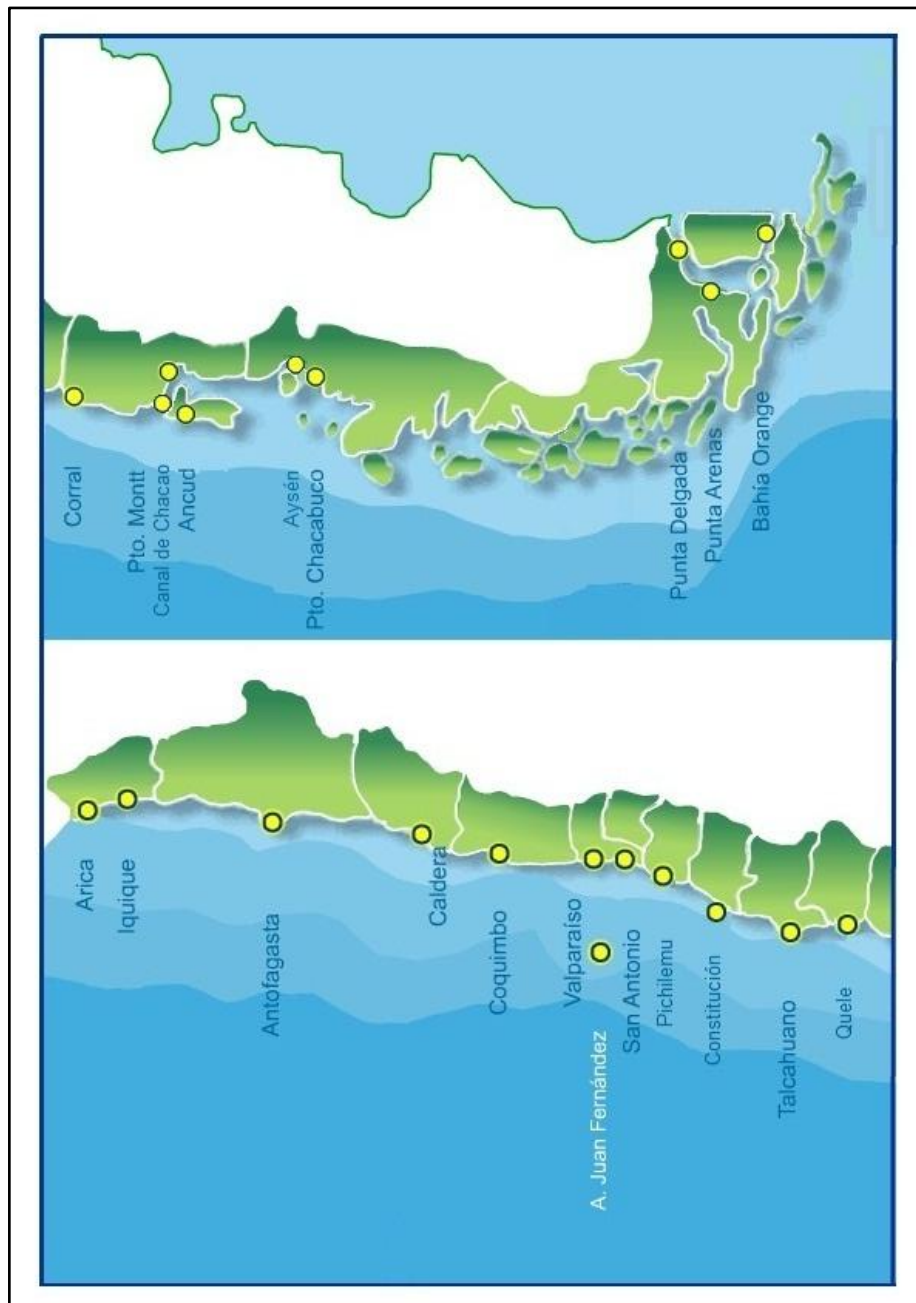 Corral
Pto. Montt
Canal de Chacao
Ancud
Aysén
Pto. Chacabuco
Punta Delgada
Punta Arenas
Bahía Orange
Arica
Iquique
Antofagasta
Caldera
Coquimbo
Valparaíso
A. Juan Fernández
San Antonio
Pichilemu
Constitución
Talcahuano
Quele